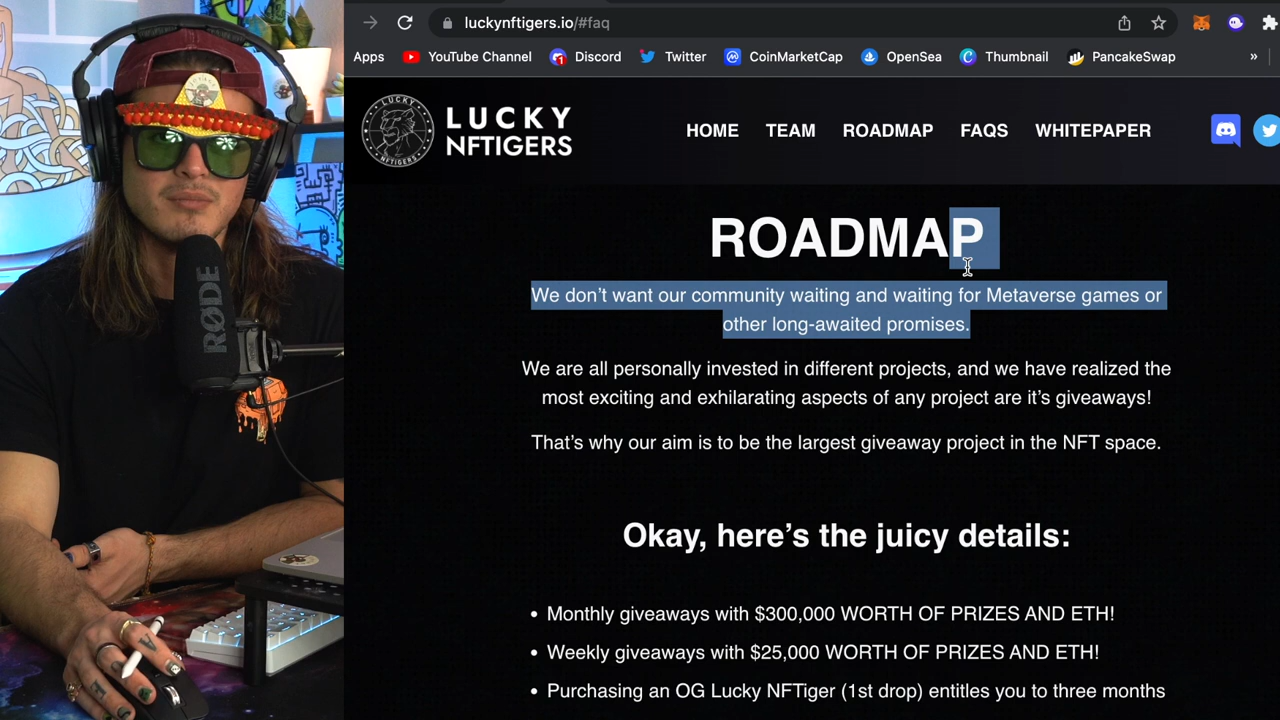 luckynftigers.io/#faq
Apps YouTube Channel Discord Twitter CoinMarketCap OpenSea Thumbnail PancakeSwap »
LUCKY
NFTIGERS
LUCKY
NFTIGERS
HOME TEAM ROADMAP FAQS WHITEPAPER
ROADMAP
We don’t want our community waiting and waiting for Metaverse games or
other long-awaited promises.
We are all personally invested in different projects, and we have realized the
most exciting and exhilarating aspects of any project are it’s giveaways!
That’s why our aim is to be the largest giveaway project in the NFT space.
Okay, here’s the juicy details:
• Monthly giveaways with $300,000 WORTH OF PRIZES AND ETH!
• Weekly giveaways with $25,000 WORTH OF PRIZES AND ETH!
• Purchasing an OG Lucky NFTiger (1st drop) entitles you to three months
RØDE